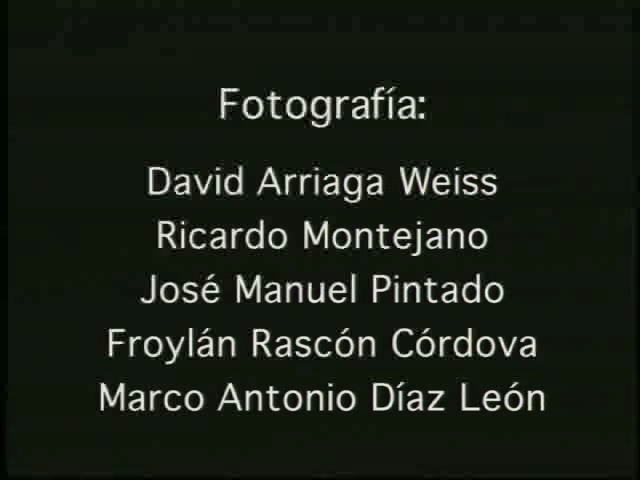 Fotografía:
David Arriaga Weiss
Ricardo Montejano
José Manuel Pintado
Froylán Rascón Córdova
Marco Antonio Díaz León